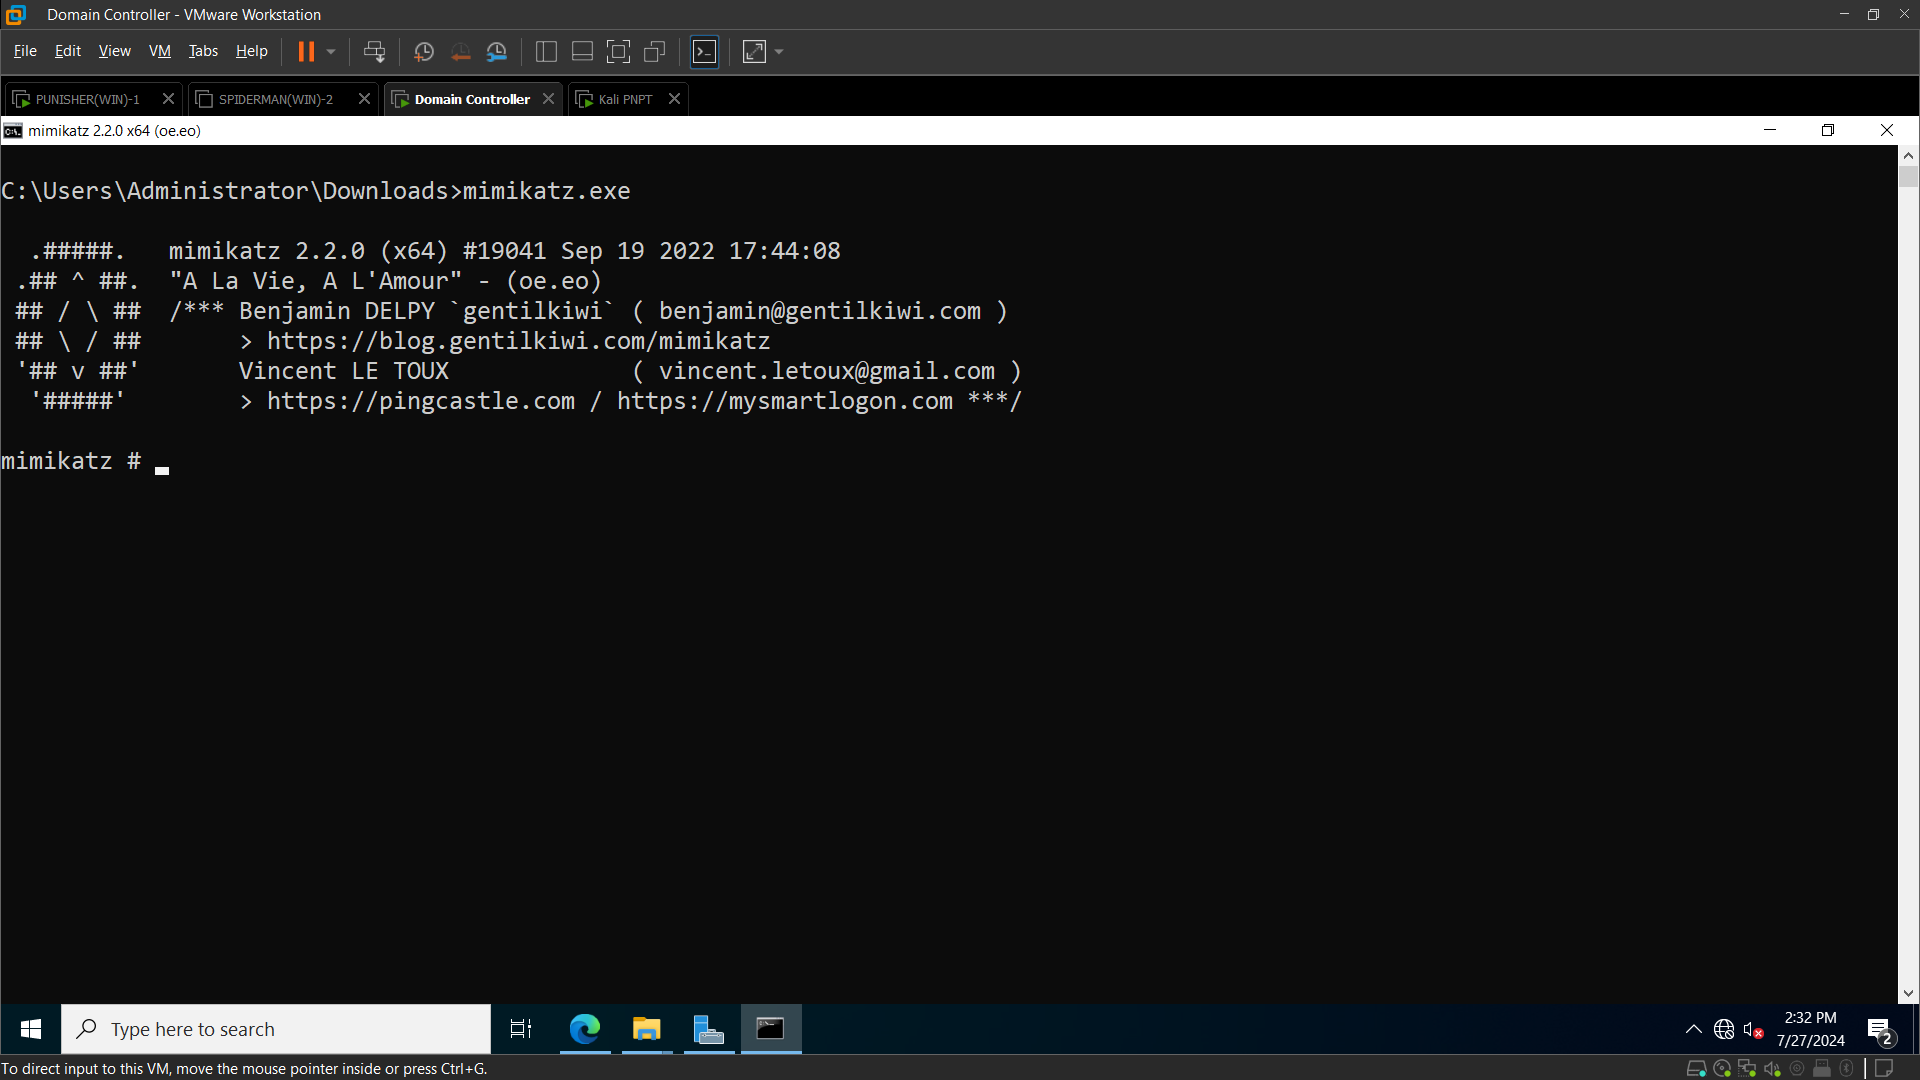 Domain Controller - VMware Workstation
File Edit View VM Tabs Help
PUNISHER(WIN)-1 SPIDERMAN(WIN)-2 Domain Controller Kali PNPT
mimikatz 2.2.0 x64 (oe.eo)
C:\Users\Administrator\Downloads>mimikatz.exe
.#####. mimikatz 2.2.0 (x64) #19041 Sep 19 2022 17:44:08
.## ^ ##. "A La Vie, A L'Amour" - (oe.eo)
## / \ ## /*** Benjamin DELPY `gentilkiwi` ( benjamin@gentilkiwi.com )
## \ / ## > https://blog.gentilkiwi.com/mimikatz
'## v ##' Vincent LE TOUX ( vincent.letoux@gmail.com )
'#####' > https://pingcastle.com / https://mysmartlogon.com ***/
mimikatz #
Type here to search
2:32 PM
7/27/2024
2
To direct input to this VM, move the mouse pointer inside or press Ctrl+G.